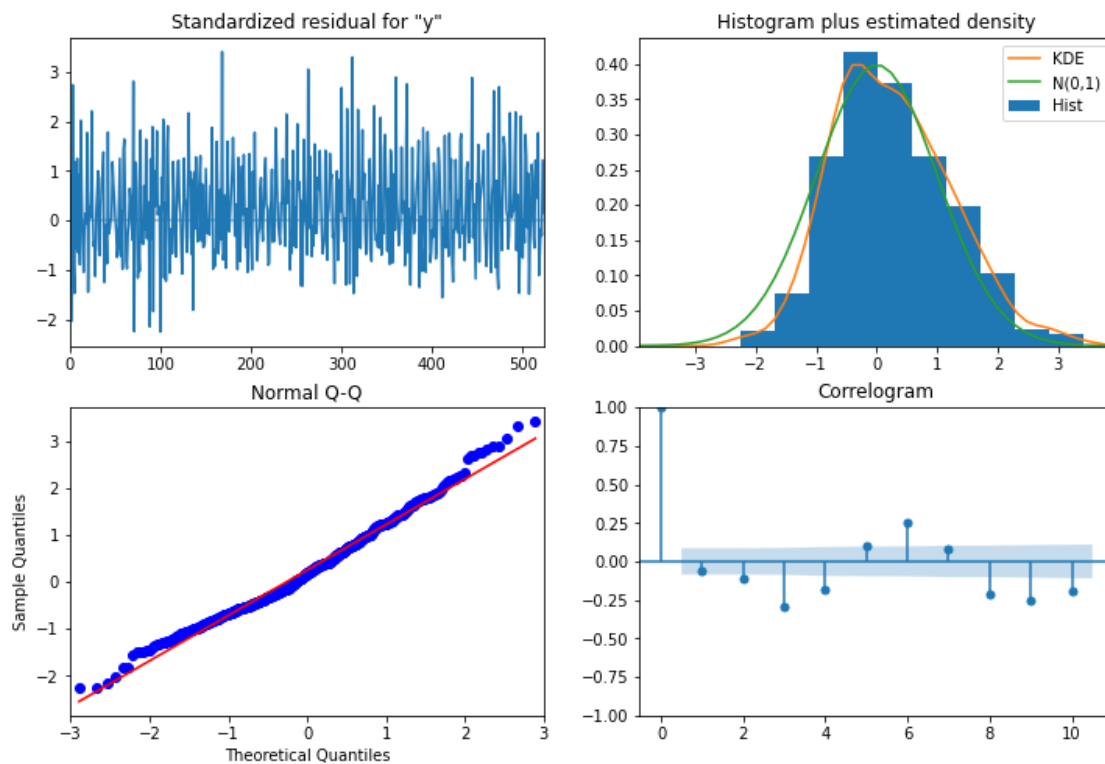 Standardized residual for "y"
3
2
1
0
−1
−2
0 100 200 300 400 500
Histogram plus estimated density
KDE
N(0,1)
Hist
0.40
0.35
0.30
0.25
0.20
0.15
0.10
0.05
0.00
−3 −2 −1 0 1 2 3
Normal Q-Q
Sample Quantiles
3
2
1
0
−1
−2
−3 −2 −1 0 1 2 3
Theoretical Quantiles
Correlogram
1.00
0.75
0.50
0.25
0.00
−0.25
−0.50
−0.75
−1.00
0 2 4 6 8 10